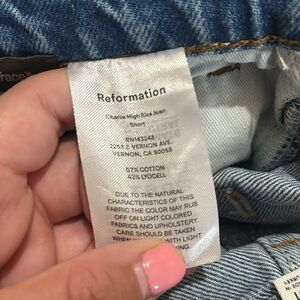 Reformation
Charlie High Rise Jean
Short
RN143248
2263 E VERNON AVE.
VERNON, CA 90058
57% COTTON
43% LYOCELL
DUE TO THE NATURAL
CHARACTERISTICS OF THIS
FABRIC THE COLOR MAY RUB
OFF ON LIGHT COLORED
FABRICS AND UPHOLSTERY.
CARE SHOULD BE TAKEN
WHEN WITH LIGHT